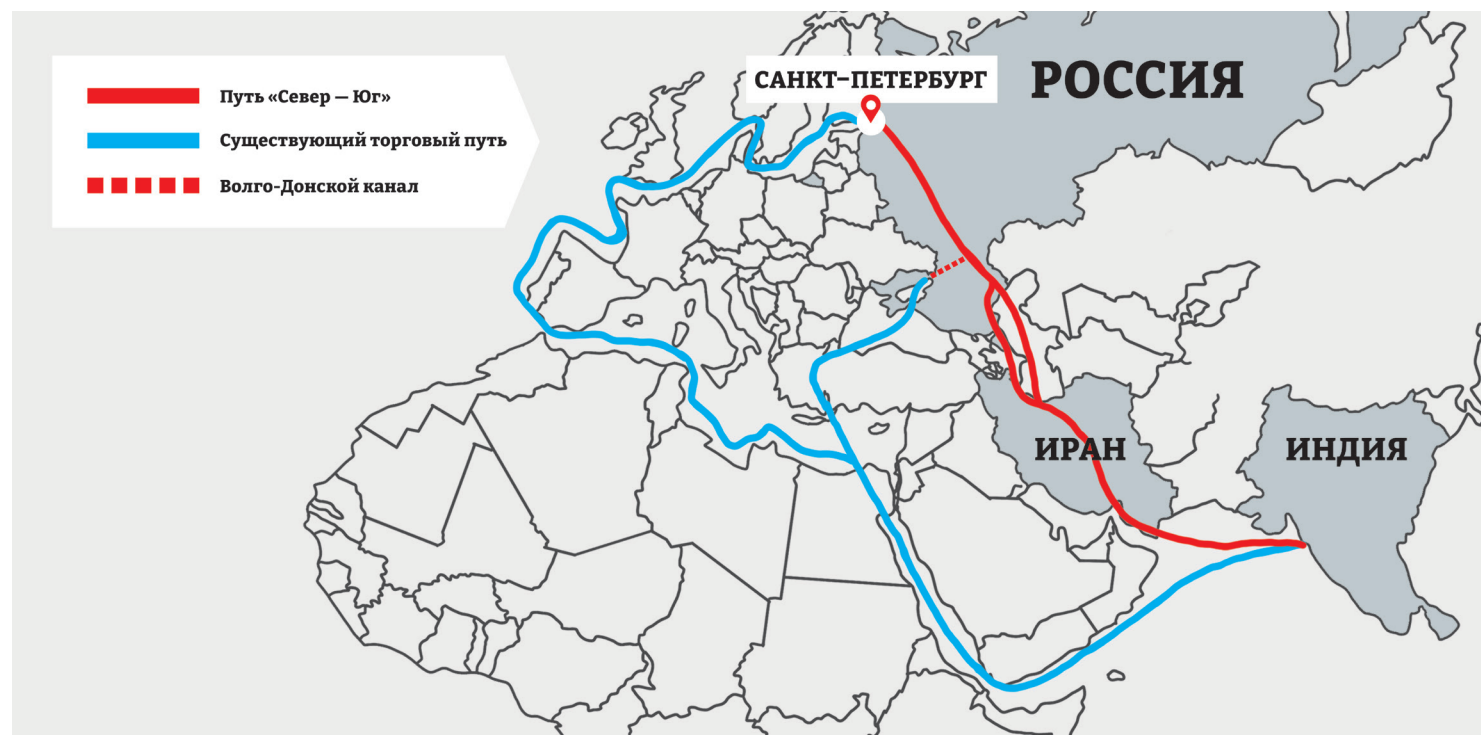 Путь «Север — Юг»
Существующий торговый путь
Волго-Донской канал
САНКТ-ПЕТЕРБУРГ
РОССИЯ
ИРАН
ИНДИЯ